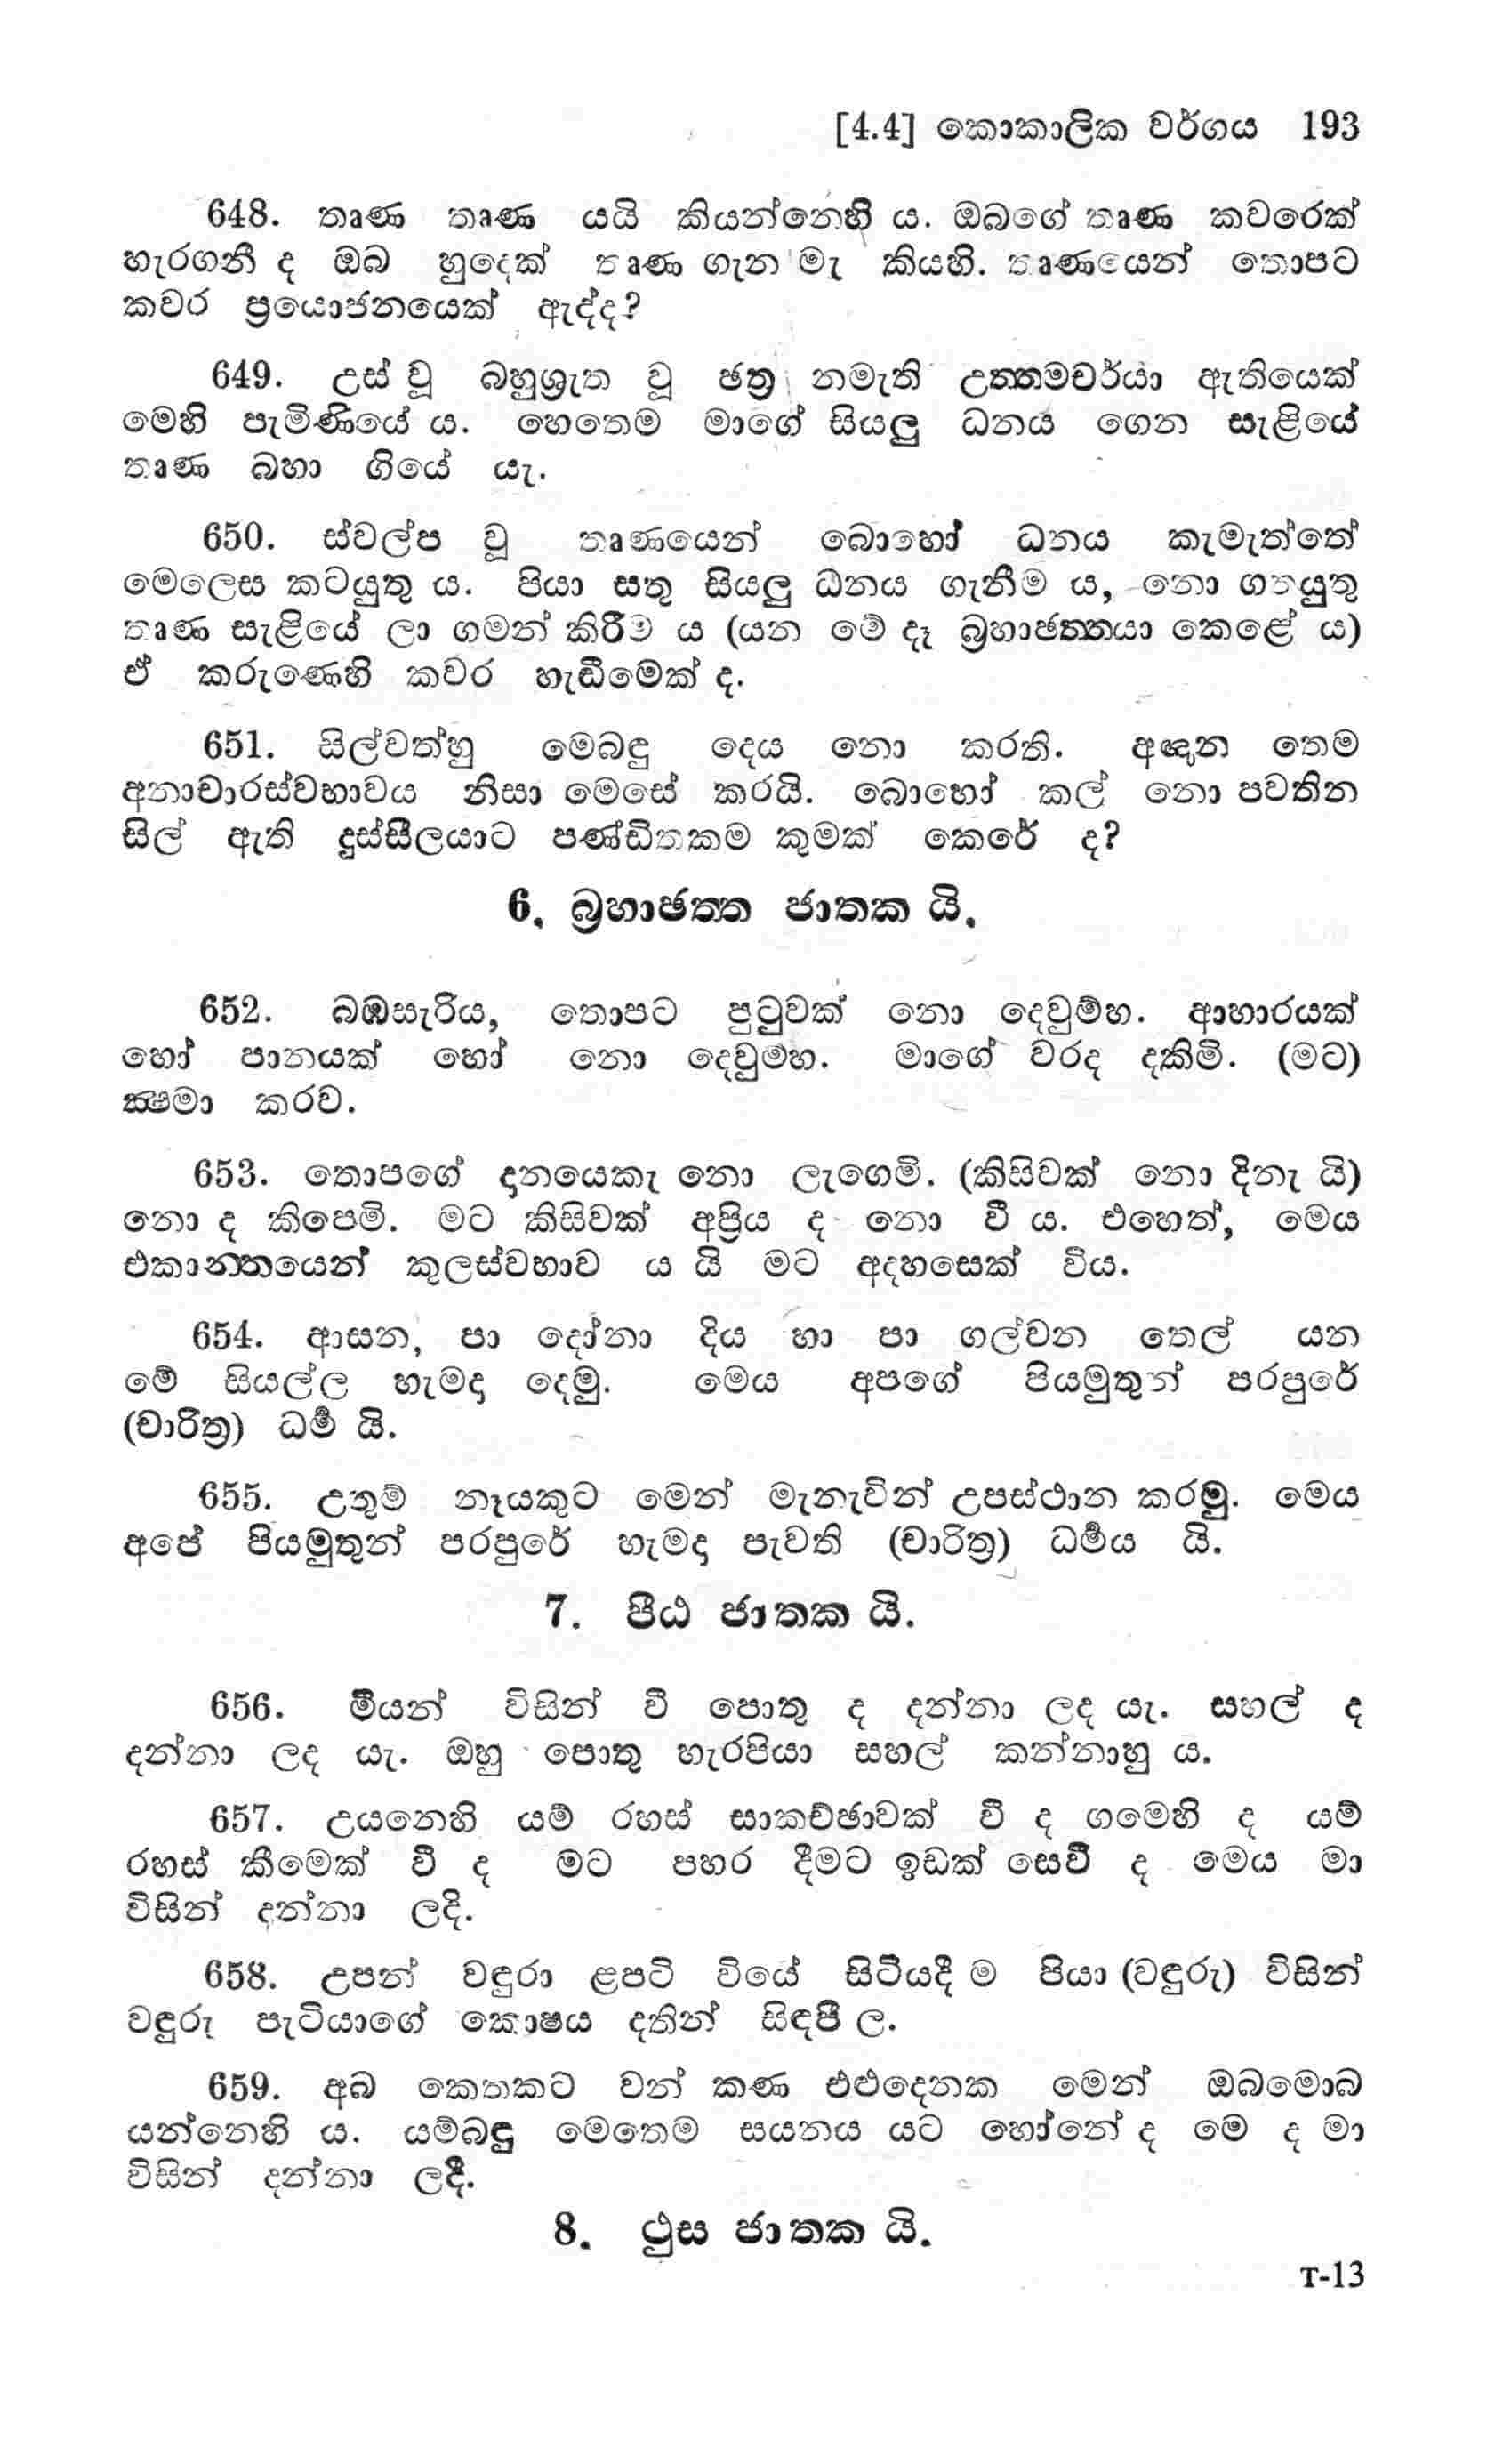 [4.4] කොකාලික වර්ගය 193
648. තෘණ තෘණ යයි කියන්නෙහි ය. ඔබගේ තෘණ කවරෙක්
හැරගනී ද ඔබ හුදෙක් තෘණ ගැන මැ කියහි. තෘණයෙන් තොපට
කවර ප්‍රයොජනයෙක් ඇද්ද?
649. උස් වූ බහුශ්‍රැත වූ ඡත්‍ර නමැති උත්තමචර්යා ඇතියෙක්
මෙහි පැමිණියේ ය. හෙතෙම මාගේ සියලු ධනය ගෙන සැළියේ
තෘණ බහා ගියේ යැ.
650. ස්වල්ප වූ තෘණයෙන් බොහෝ ධනය කැමැත්තේ
මෙලෙස කටයුතු ය. පියා සතු සියලු ධනය ගැනීම ය, නො ගතයුතු
තෘණ සැළියේ ලා ගමන් කිරීම ය (යන මේ දෑ බ්‍රහාඡත්තයා කෙළේ ය)
ඒ කරුණෙහි කවර හැඬීමෙක් ද.
651. සිල්වත්හු මෙබඳු දෙය නො කරති. අඥාන තෙම
අනාචාරස්වභාවය නිසා මෙසේ කරයි. බොහෝ කල් නො පවතින
සිල් ඇති දුස්සීලයාට පණ්ඩිතකම කුමක් කෙරේ ද?
6. බ්‍රහාඡත්ත ජාතක යි.
652. බඹසැරිය, තොපට පුටුවක් නො දෙවුම්හ. ආහාරයක්
හෝ පානයක් හෝ නො දෙවුම්හ. මාගේ වරද දකිමි. (මට)
ක්‍ෂමා කරව.
653. තොපගේ දානයෙකැ නො ලැගෙමි. (කිසිවක් නො දිනැ යි)
නො ද කිපෙමි. මට කිසිවක් අප්‍රිය ද නො වී ය. එහෙත්, මෙය
එකාන්තයෙන් කුලස්වභාව ය යි මට අදහසෙක් විය.
654. ආසන, පා දෝනා දිය හා පා ගල්වන තෙල් යන
මේ සියල්ල හැමදා දෙමු. මෙය අපගේ පියමුතුන් පරපුරේ
(චාරිත්‍ර) ධර්‍ම යි.
655. උතුම් නෑයකුට මෙන් මැනැවින් උපස්ථාන කරමු. මෙය
අපේ පියමුතුන් පරපුරේ හැමදා පැවති (චාරිත්‍ර) ධර්‍මය යි.
7. පීඨ ජාතක යි.
656. මීයන් විසින් වී පොතු ද දන්නා ලද යැ. සහල් ද
දන්නා ලද යැ. ඔහු පොතු හැරපියා සහල් කන්නාහු ය.
657. උයනෙහි යම් රහස් සාකච්ඡාවක් වී ද ගමෙහි ද යම්
රහස් කීමෙක් වී ද මට පහර දීමට ඉඩක් සෙවී ද මෙය මා
විසින් දන්නා ලදි.
658. උපන් වඳුරා ළපටි වියේ සිටියදී ම පියා (වඳුරු) විසින්
වඳුරු පැටියාගේ කොෂය දතින් සිඳපී ල.
659. අබ කෙතකට වන් කණ එළුදෙනක මෙන් ඔබමොබ
යන්නෙහි ය. යම්බඳු මෙතෙම සයනය යට හෝනේ ද මෙ ද මා
විසින් දන්නා ලදී.
8. ථුස ජාතක යි.
T-13